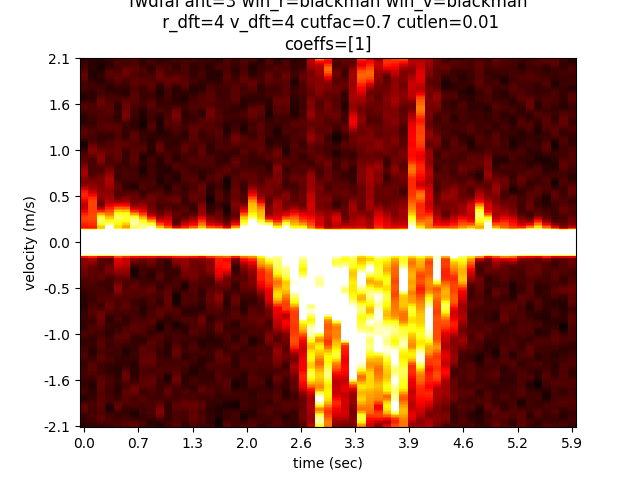 fwdfal ant=3 win_r=blackman win_v=blackman
r_dft=4 v_dft=4 cutfac=0.7 cutlen=0.01
coeffs=[1]
2.1
1.6
1.0
0.5
0.0
-0.5
-1.0
-1.6
-2.1
velocity (m/s)
0.0 0.7 1.3 2.0 2.6 3.3 3.9 4.6 5.2 5.9
time (sec)